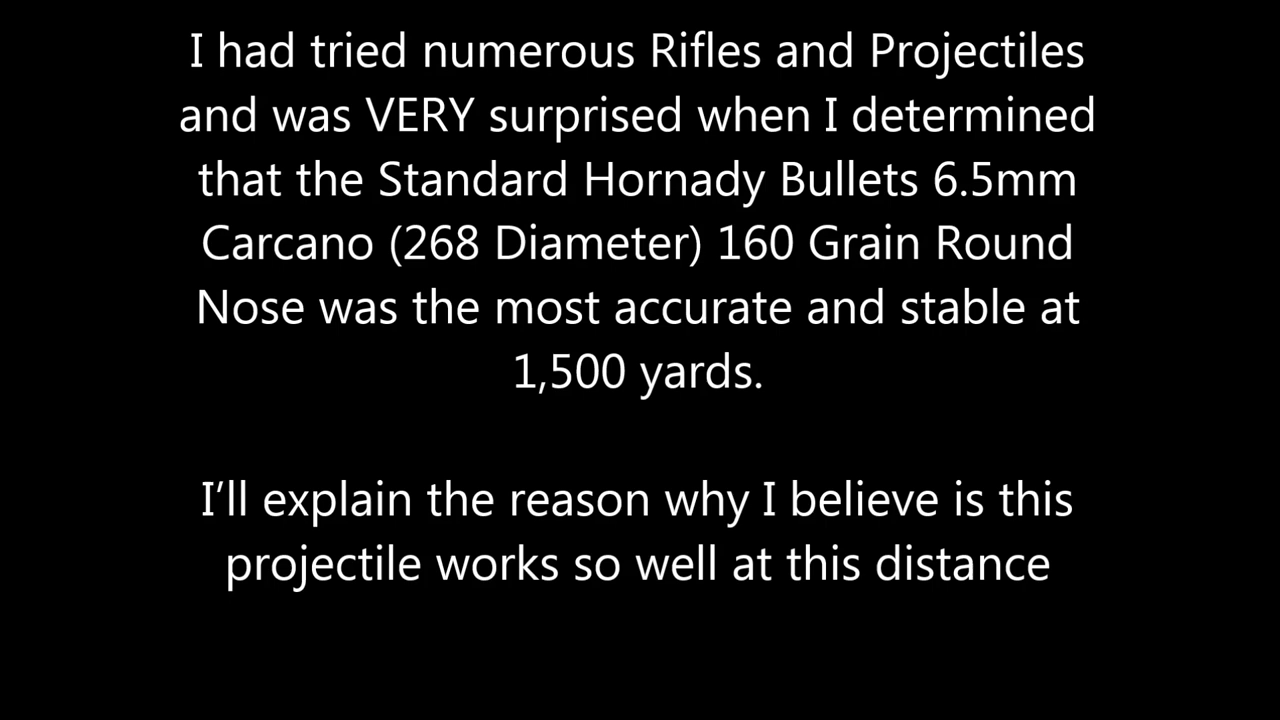 I had tried numerous Rifles and Projectiles
and was VERY surprised when I determined
that the Standard Hornady Bullets 6.5mm
Carcano (268 Diameter) 160 Grain Round
Nose was the most accurate and stable at
1,500 yards.
I’ll explain the reason why I believe is this
projectile works so well at this distance